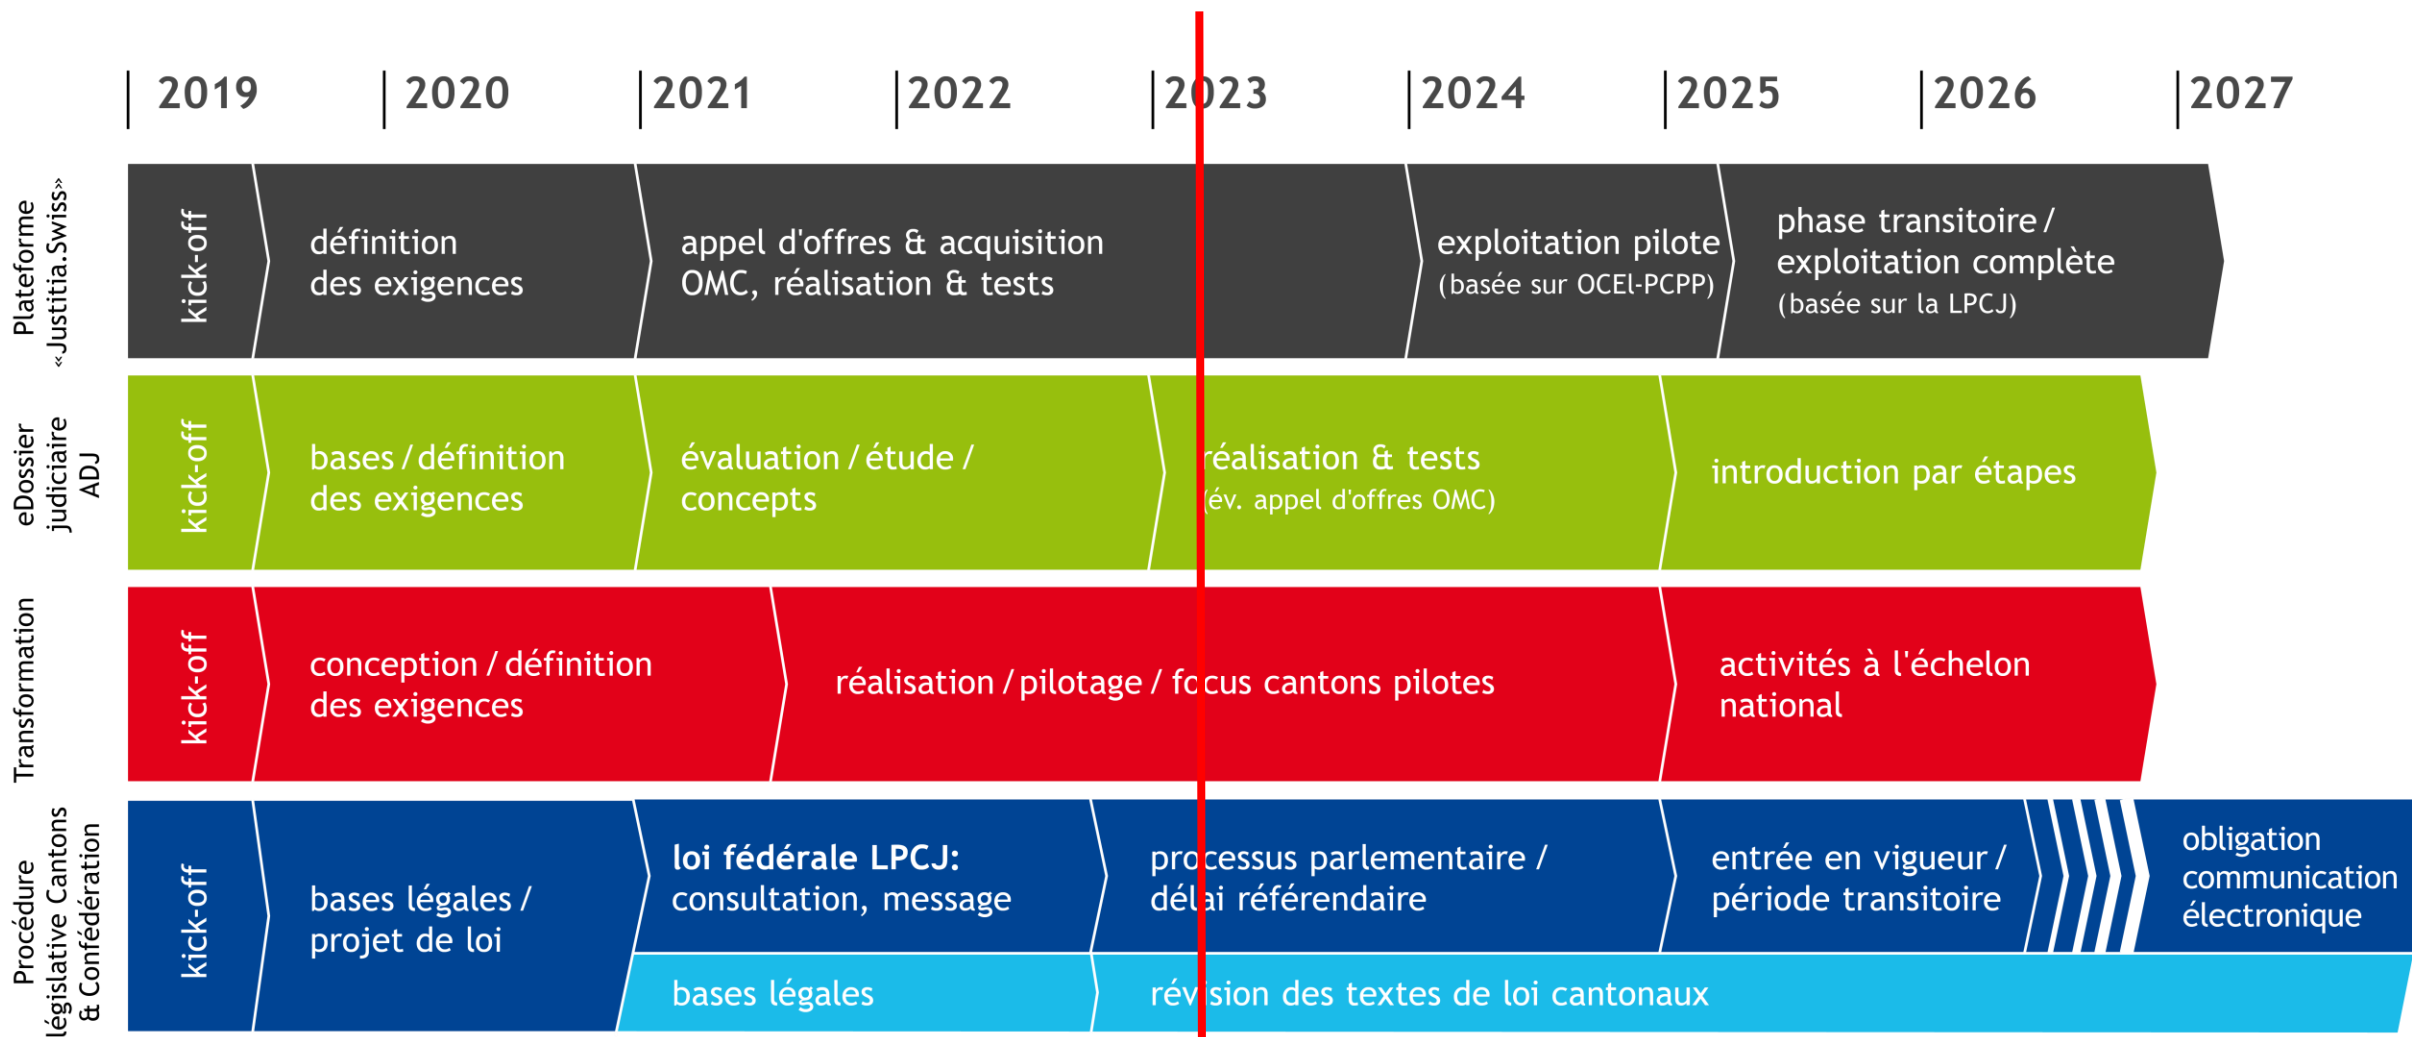 2019 2020 2021 2022 2023 2024 2025 2026 2027
Plateforme
«Justitia.Swiss»
kick-off
définition
des exigences
appel d'offres & acquisition
OMC, réalisation & tests
exploitation pilote
(basée sur OCEl-PCPP)
phase transitoire /
exploitation complète
(basée sur la LPCJ)
eDossier
judiciaire
ADJ
kick-off
bases / définition
des exigences
évaluation / étude /
concepts
réalisation & tests
(év. appel d'offres OMC)
introduction par étapes
Transformation
kick-off
conception / définition
des exigences
réalisation / pilotage / focus cantons pilotes
activités à l'échelon
national
Procédure
législative Cantons
& Confédération
kick-off
bases légales /
projet de loi
loi fédérale LPCJ:
consultation, message
processus parlementaire /
délai référendaire
entrée en vigueur /
période transitoire
obligation
communication
électronique
bases légales
révision des textes de loi cantonaux